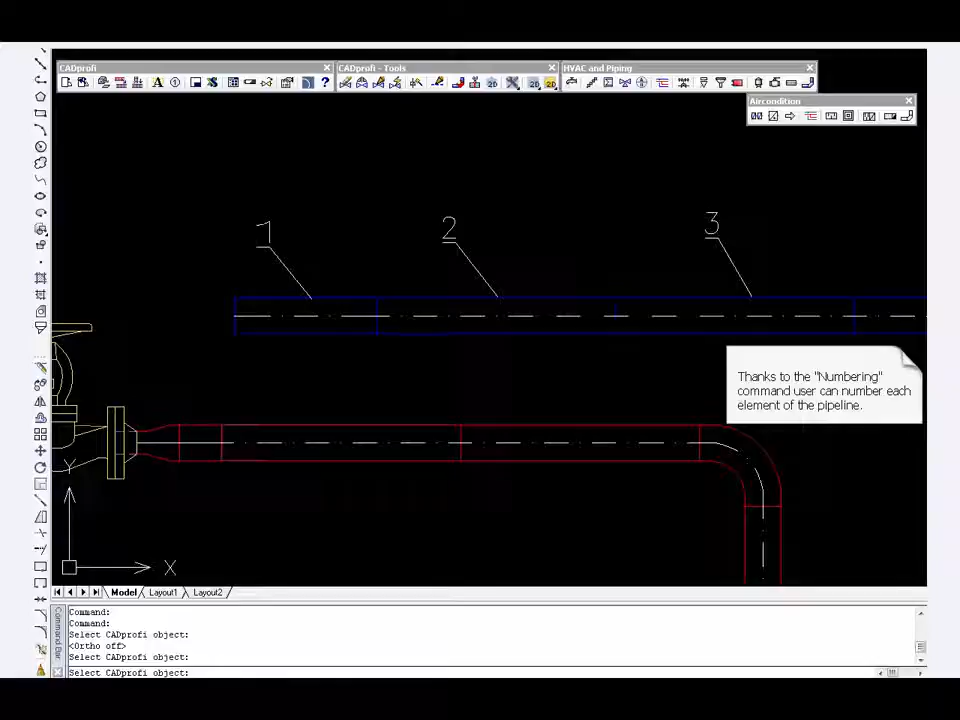 CADprofi
CADprofi - Tools
HVAC and Piping
Aircondition
1
2
3
Thanks to the "Numbering"
command user can number each
element of the pipeline.
Y
X
Model
Layout1
Layout2
Command Bar
Command:
Command:
Select CADprofi object:
<Ortho off>
Select CADprofi object:
Select CADprofi object: